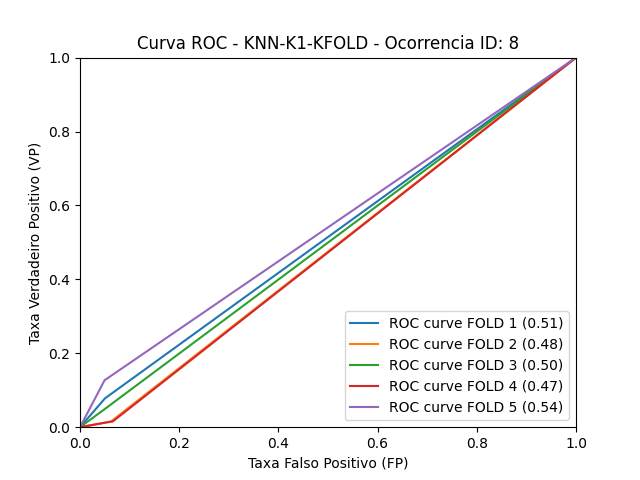 Curva ROC - KNN-K1-KFOLD - Ocorrencia ID: 8
Taxa Verdadeiro Positivo (VP)
1.0
0.8
0.6
0.4
0.2
0.0
ROC curve FOLD 1 (0.51)
ROC curve FOLD 2 (0.48)
ROC curve FOLD 3 (0.50)
ROC curve FOLD 4 (0.47)
ROC curve FOLD 5 (0.54)
0.0 0.2 0.4 0.6 0.8 1.0
Taxa Falso Positivo (FP)